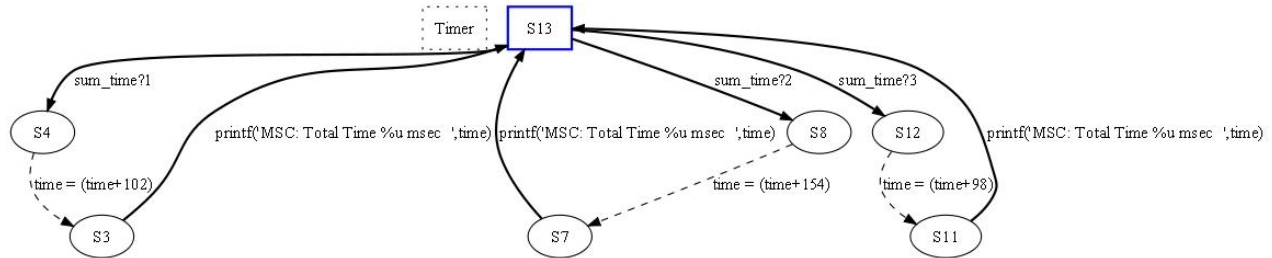 Timer
S13
sum_time?1
sum_time?2
sum_time?3
S4
printf('MSC: Total Time %u msec ',time)
printf('MSC: Total Time %u msec ',time)
S8
S12
printf('MSC: Total Time %u msec ',time)
time = (time+102)
time = (time+154)
time = (time+98)
S3
S7
S11